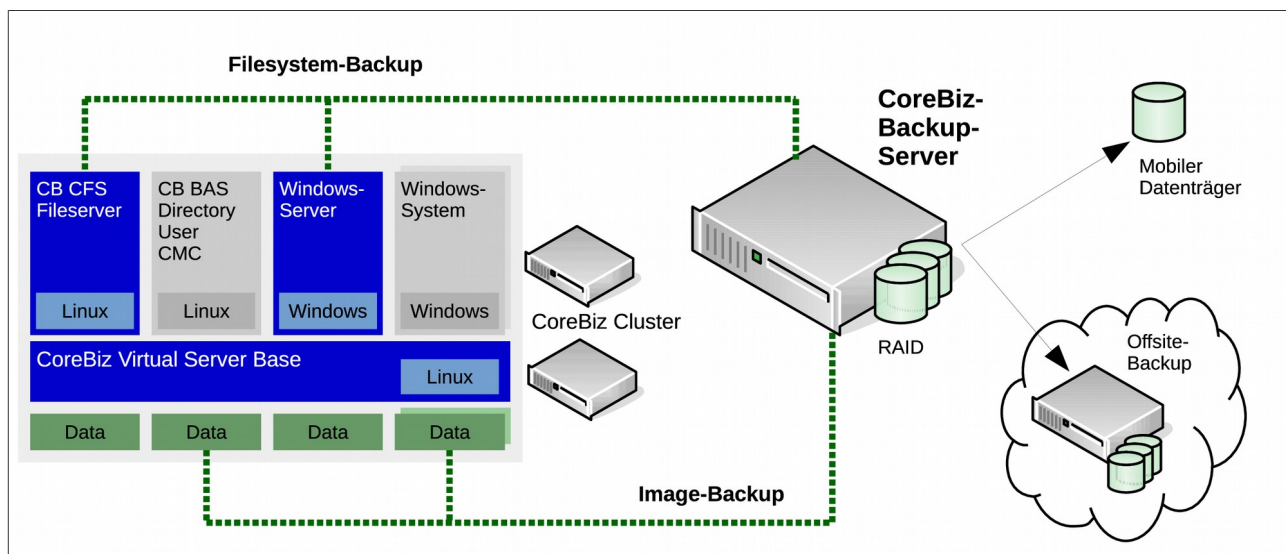 Filesystem-Backup
CoreBiz-
Backup-
Server
Mobiler
Datenträger
CB CFS
Fileserver
Linux
CB BAS
Directory
User
CMC
Linux
Windows-
Server
Windows
Windows-
System
Windows
CoreBiz Cluster
RAID
Offsite-
Backup
CoreBiz Virtual Server Base
Linux
Data
Data
Data
Data
Image-Backup